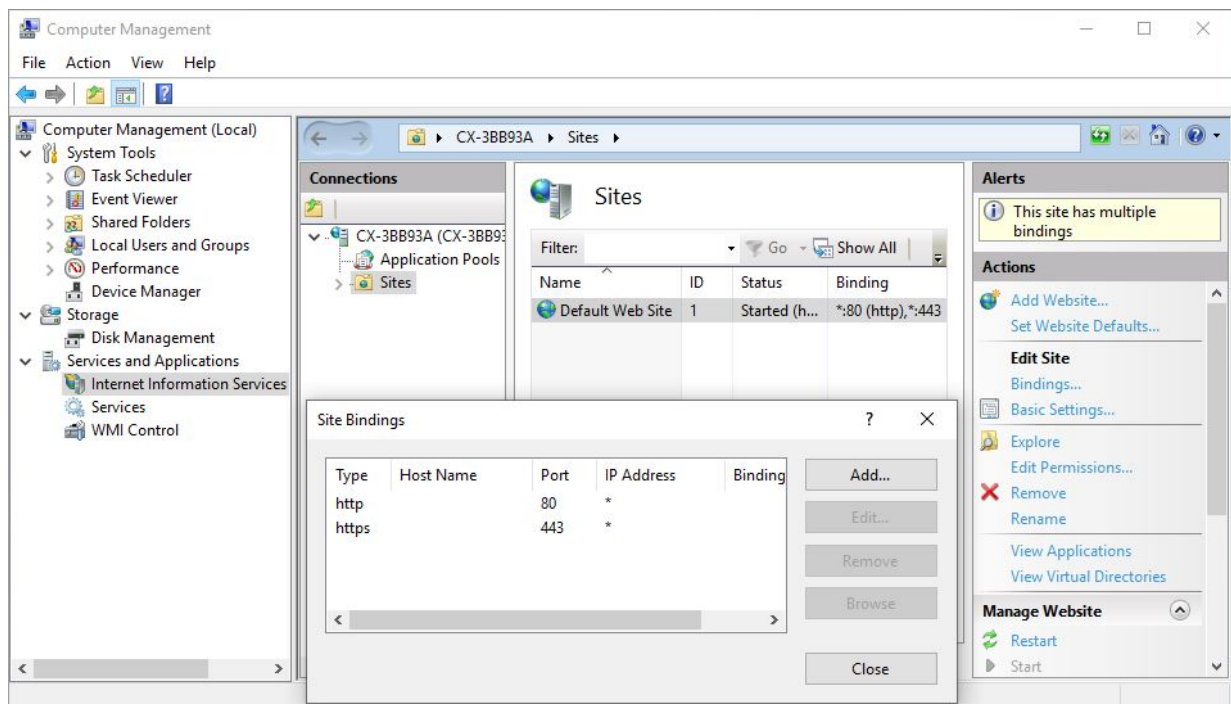 Computer Management
File Action View Help
Computer Management (Local)
System Tools
Task Scheduler
Event Viewer
Shared Folders
Local Users and Groups
Performance
Device Manager
Storage
Disk Management
Services and Applications
Internet Information Services
Services
WMI Control
CX-3BB93A Sites
Connections
CX-3BB93A (CX-3BB93
Application Pools
Sites
Sites
Filter: Go Show All
Name ID Status Binding
Default Web Site 1 Started (h... *:80 (http),*:443
Alerts
This site has multiple
bindings
Actions
Add Website...
Set Website Defaults...
Edit Site
Bindings...
Basic Settings...
Explore
Edit Permissions...
Remove
Rename
View Applications
View Virtual Directories
Manage Website
Restart
Start
Site Bindings
Type Host Name Port IP Address Binding
http 80 *
https 443 *
Add...
Edit...
Remove
Browse
Close